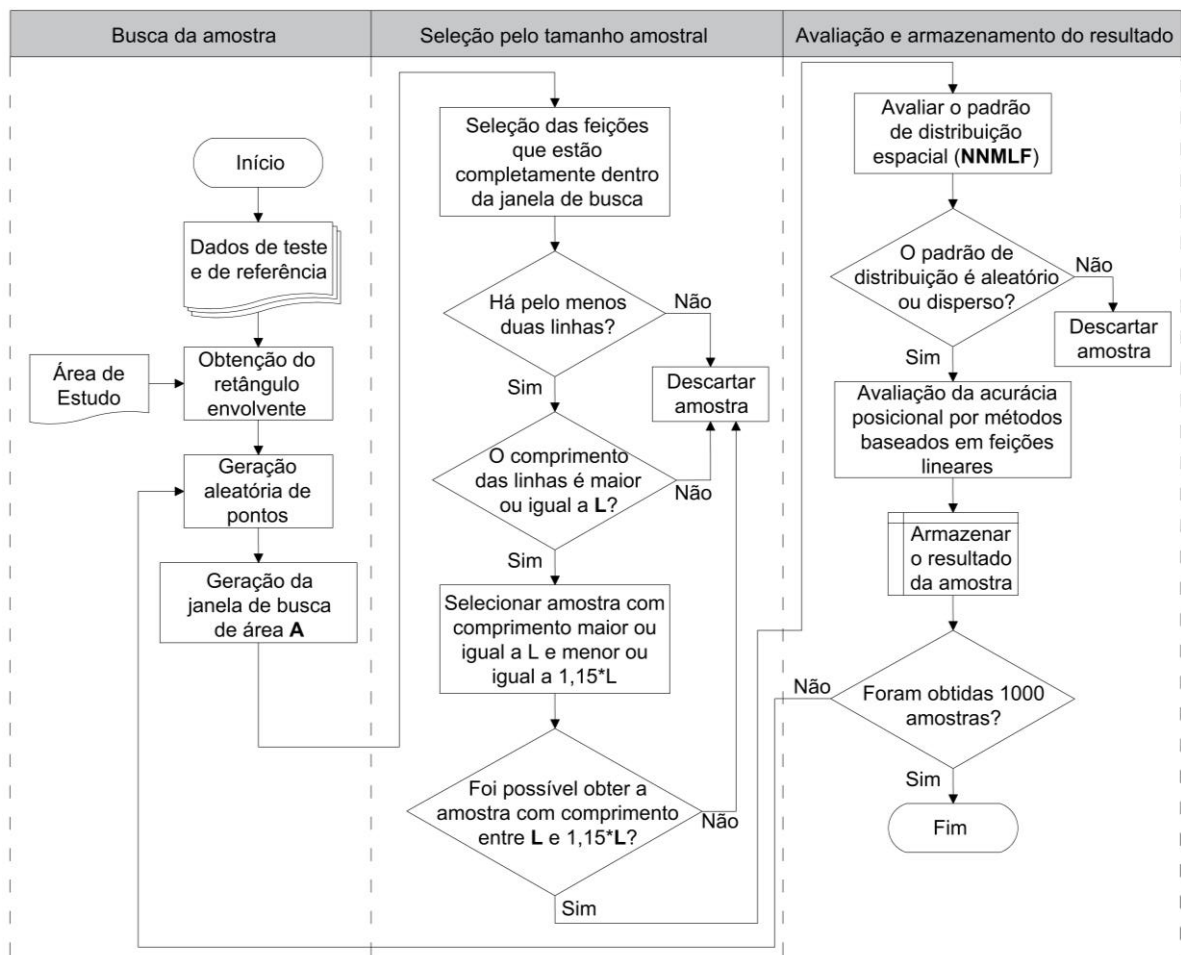 Busca da amostra
Seleção pelo tamanho amostral
Avaliação e armazenamento do resultado
Início
Dados de teste
e de referência
Área de
Estudo
Obtenção do
retângulo
envolvente
Geração
aleatória de
pontos
Geração da
janela de busca
de área A
Seleção das feições
que estão
completamente dentro
da janela de busca
Há pelo menos
duas linhas?
Não
Sim
Descartar
amostra
O comprimento
das linhas é maior
ou igual a L?
Não
Sim
Selecionar amostra com
comprimento maior ou
igual a L e menor ou
igual a 1,15*L
Foi possível obter a
amostra com comprimento
entre L e 1,15*L?
Não
Sim
Avaliar o padrão
de distribuição
espacial (NNMLF)
O padrão de
distribuição é aleatório
ou disperso?
Não
Descartar
amostra
Sim
Avaliação da acurácia
posicional por métodos
baseados em feições
lineares
Armazenar
o resultado
da amostra
Não
Foram obtidas 1000
amostras?
Sim
Fim